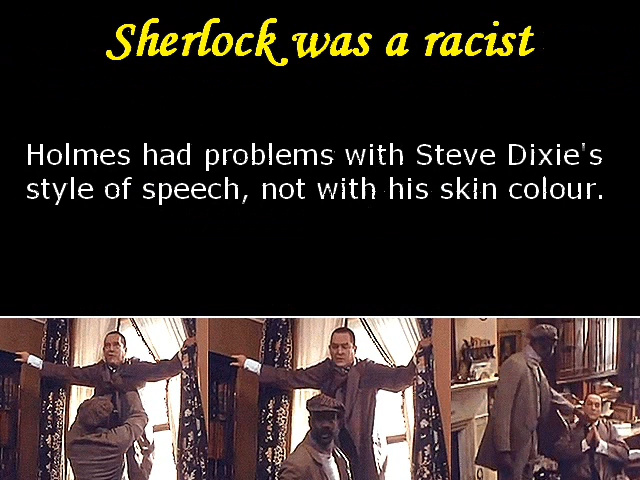 Sherlock was a racist
Holmes had problems with Steve Dixie's
style of speech, not with his skin colour.